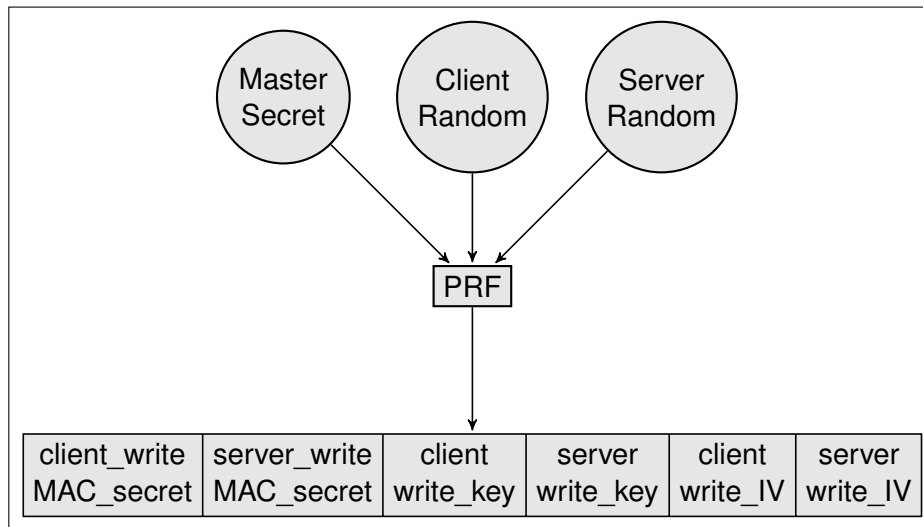 Master
Secret
Client
Random
Server
Random
PRF
client_write
MAC_secret
server_write
MAC_secret
client
write_key
server
write_key
client
write_IV
server
write_IV